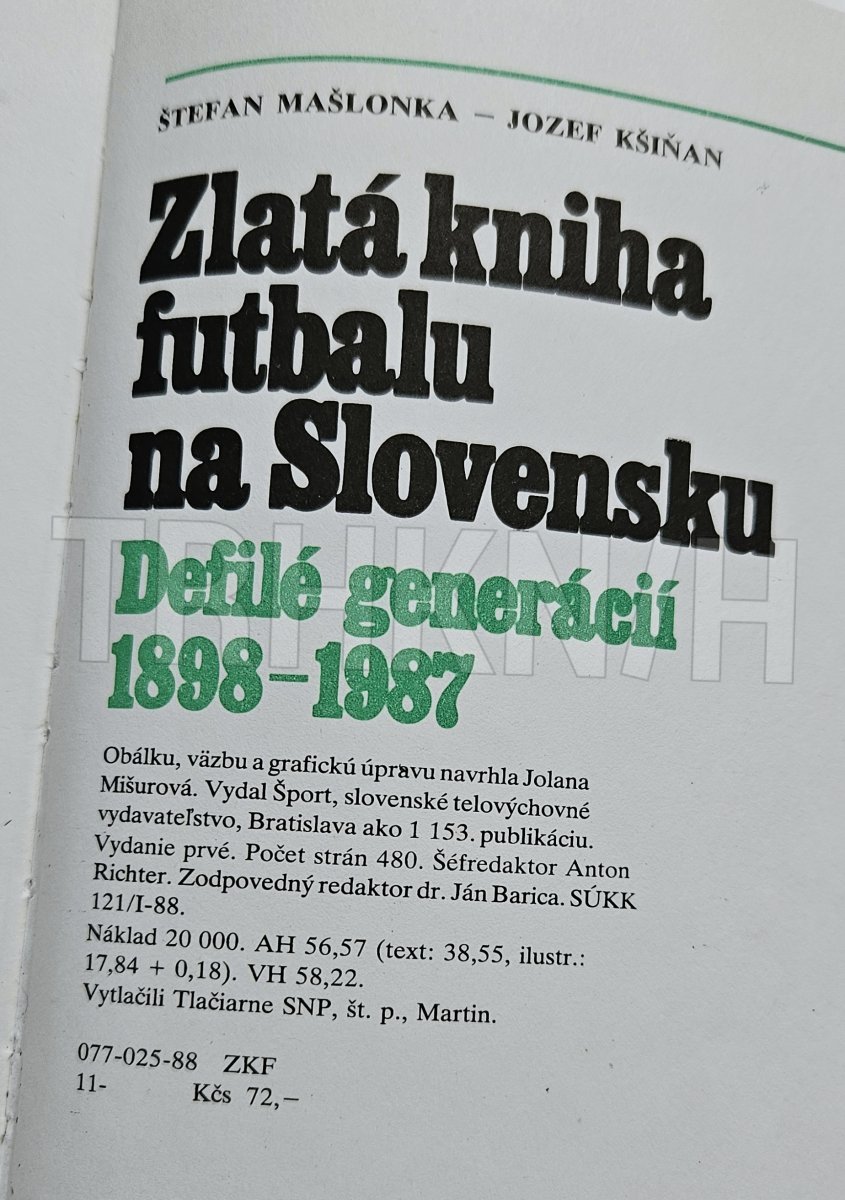 ŠTEFAN MAŠLONKA – JOZEF KŠIŇAN
Zlatá kniha
futbalu
na Slovensku
Defilé generácií
1898–1987
TRHKNÍH
Obálku, väzbu a grafickú úpravu navrhla Jolana
Mišurová. Vydal Šport, slovenské telovýchovné
vydavateľstvo, Bratislava ako 1 153. publikáciu.
Vydanie prvé. Počet strán 480. Šéfredaktor Anton
Richter. Zodpovedný redaktor dr. Ján Barica. SÚKK
121/I-88.
Náklad 20 000. AH 56,57 (text: 38,55, ilustr.:
17,84 + 0,18). VH 58,22.
Vytlačili Tlačiarne SNP, št. p., Martin.
077-025-88 ZKF
11- Kčs 72,–